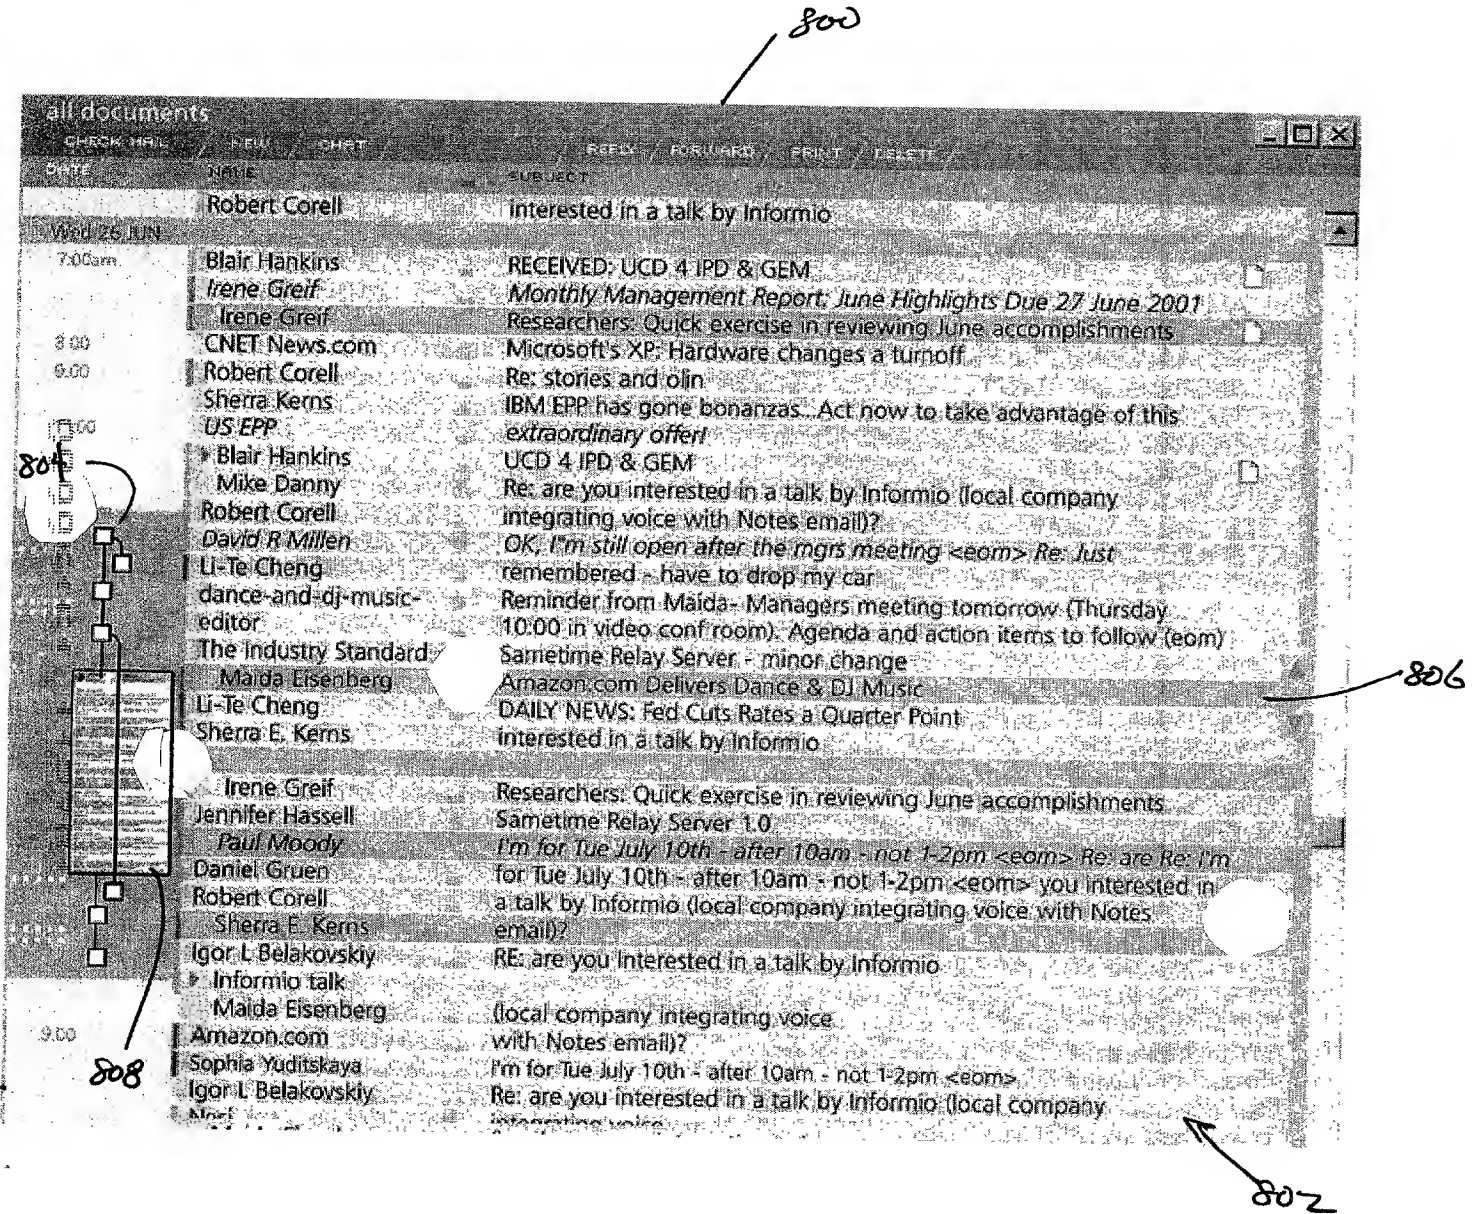 800
all documents
CHECK MAIL / NEW / CHAT / REED / FORWARD / PRINT / DELETE /
DATE NAME SUBJECT
Robert Corell interested in a talk by Informio
Wed 26 JUN
7:00am Blair Hankins RECEIVED: UCD 4 IPD & GEM
Irene Greif Monthly Management Report: June Highlights Due 27 June 2001
Irene Greif Researchers: Quick exercise in reviewing June accomplishments
8:00 CNET News.com Microsoft's XP: Hardware changes a turnoff
9:00 Robert Corell Re: stories and olin
Sherra Kerns IBM EPP has gone bonanzas...Act now to take advantage of this
US EPP extraordinary offer!
Blair Hankins UCD 4 IPD & GEM
804 Mike Danny Re: are you interested in a talk by Informio (local company
Robert Corell integrating voice with Notes email)?
David R Millen OK, I'm still open after the mgrs meeting <eom> Re: Just
Li-Te Cheng remembered - have to drop my car
dance-and-dj-music- Reminder from Maida- Managers meeting tomorrow (Thursday
editor 10:00 in video conf room). Agenda and action items to follow (eom)
The Industry Standard Sametime Relay Server - minor change
Maida Eisenberg Amazon.com Delivers Dance & DJ Music
806
Li-Te Cheng DAILY NEWS: Fed Cuts Rates a Quarter Point
Sherra E. Kerns interested in a talk by Informio
Irene Greif Researchers: Quick exercise in reviewing June accomplishments
Jennifer Hassell Sametime Relay Server 1.0
Paul Moody I'm for Tue July 10th - after 10am - not 1-2pm <eom> Re: are Re: I'm
Daniel Gruen for Tue July 10th - after 10am - not 1-2pm <eom> you interested in
Robert Corell a talk by Informio (local company integrating voice with Notes
Sherra E. Kerns email)?
Igor L Belakovskiy RE: are you interested in a talk by Informio
Informio talk
Maida Eisenberg (local company integrating voice
9:00 Amazon.com with Notes email)?
808 Sophia Yuditskaya I'm for Tue July 10th - after 10am - not 1-2pm <eom>
Igor L Belakovskiy Re: are you interested in a talk by Informio (local company
integrating voice
802